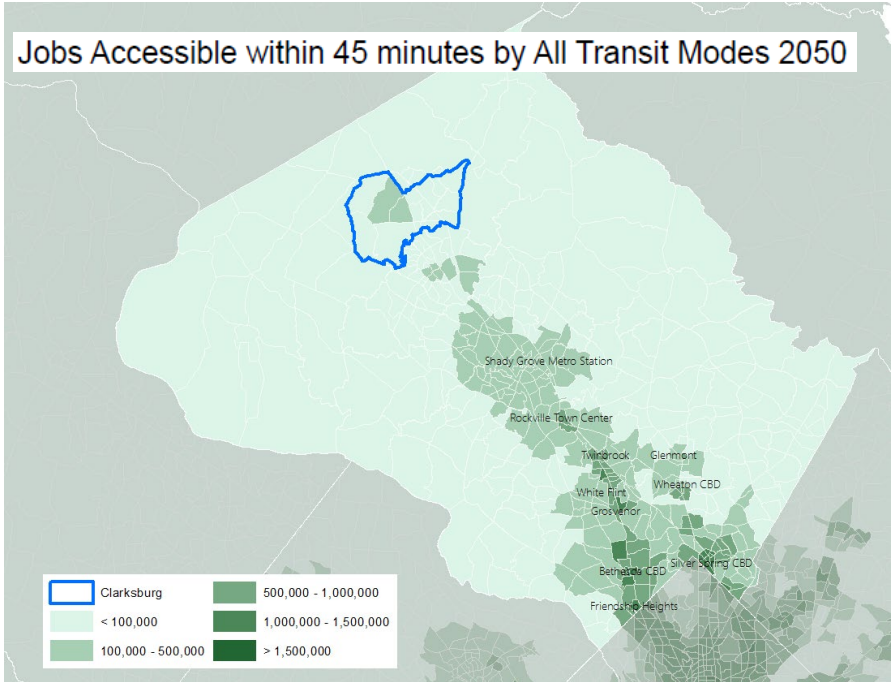 Jobs Accessible within 45 minutes by All Transit Modes 2050
Shady Grove Metro Station
Rockville Town Center
Twinbrook
Glenmont
Wheaton CBD
White Flint
Grosvenor
Silver Spring CBD
Bethesda CBD
Friendship Heights
Clarksburg
< 100,000
100,000 - 500,000
500,000 - 1,000,000
1,000,000 - 1,500,000
> 1,500,000